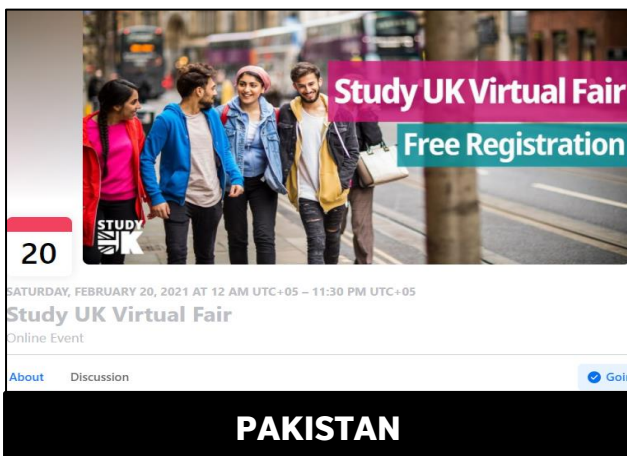 Study UK Virtual Fair
Free Registration
STUDY
UK
20
SATURDAY, FEBRUARY 20, 2021 AT 12 AM UTC+05 – 11:30 PM UTC+05
Study UK Virtual Fair
Online Event
About Discussion Goin
PAKISTAN